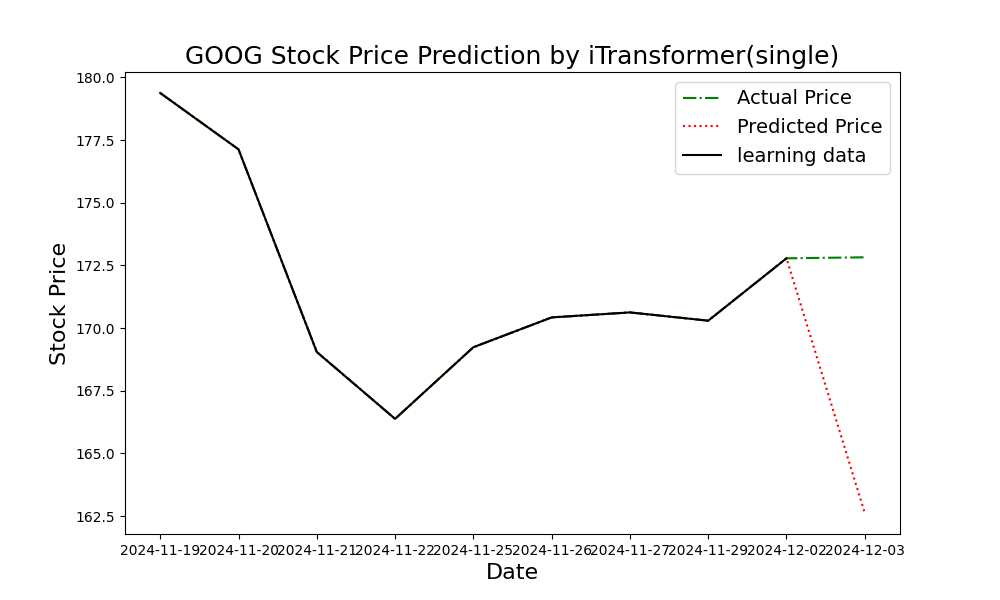 GOOG Stock Price Prediction by iTransformer(single)
Actual Price
Predicted Price
learning data
Stock Price
180.0
177.5
175.0
172.5
170.0
167.5
165.0
162.5
2024-11-19 2024-11-20 2024-11-21 2024-11-22 2024-11-25 2024-11-26 2024-11-27 2024-11-29 2024-12-02 2024-12-03
Date